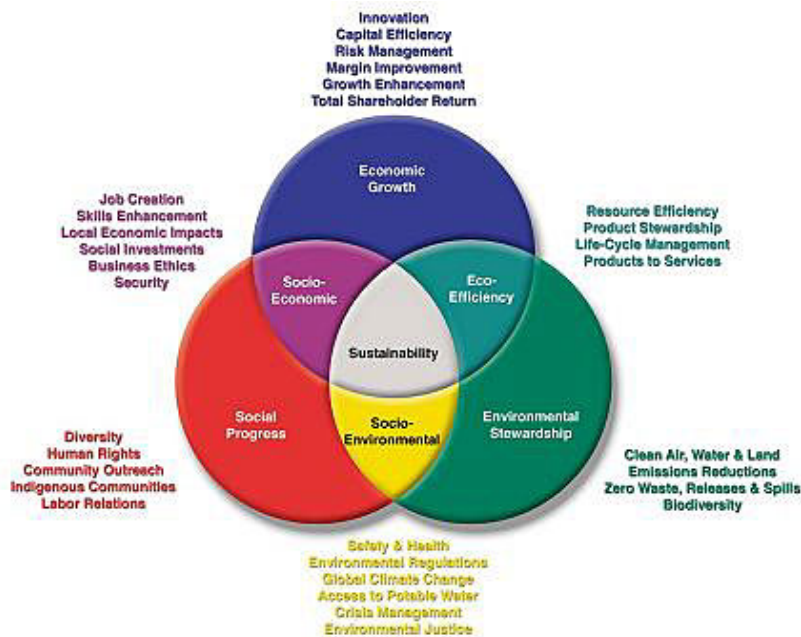 Innovation
Capital Efficiency
Risk Management
Margin Improvement
Growth Enhancement
Total Shareholder Return
Economic
Growth
Job Creation
Skills Enhancement
Local Economic Impacts
Social Investments
Business Ethics
Security
Resource Efficiency
Product Stewardship
Life-Cycle Management
Products to Services
Socio-
Economic
Eco-
Efficiency
Sustainability
Social
Progress
Socio-
Environmental
Environmental
Stewardship
Diversity
Human Rights
Community Outreach
Indigenous Communities
Labor Relations
Clean Air, Water & Land
Emissions Reductions
Zero Waste, Releases & Spills
Biodiversity
Safety & Health
Environmental Regulations
Global Climate Change
Access to Potable Water
Crisis Management
Environmental Justice